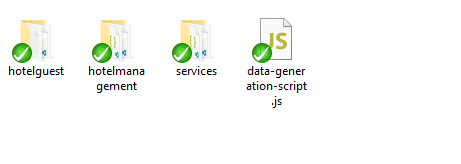 JS
hotelguest
hotelmana
gement
services
data-gener
ation-script
.js